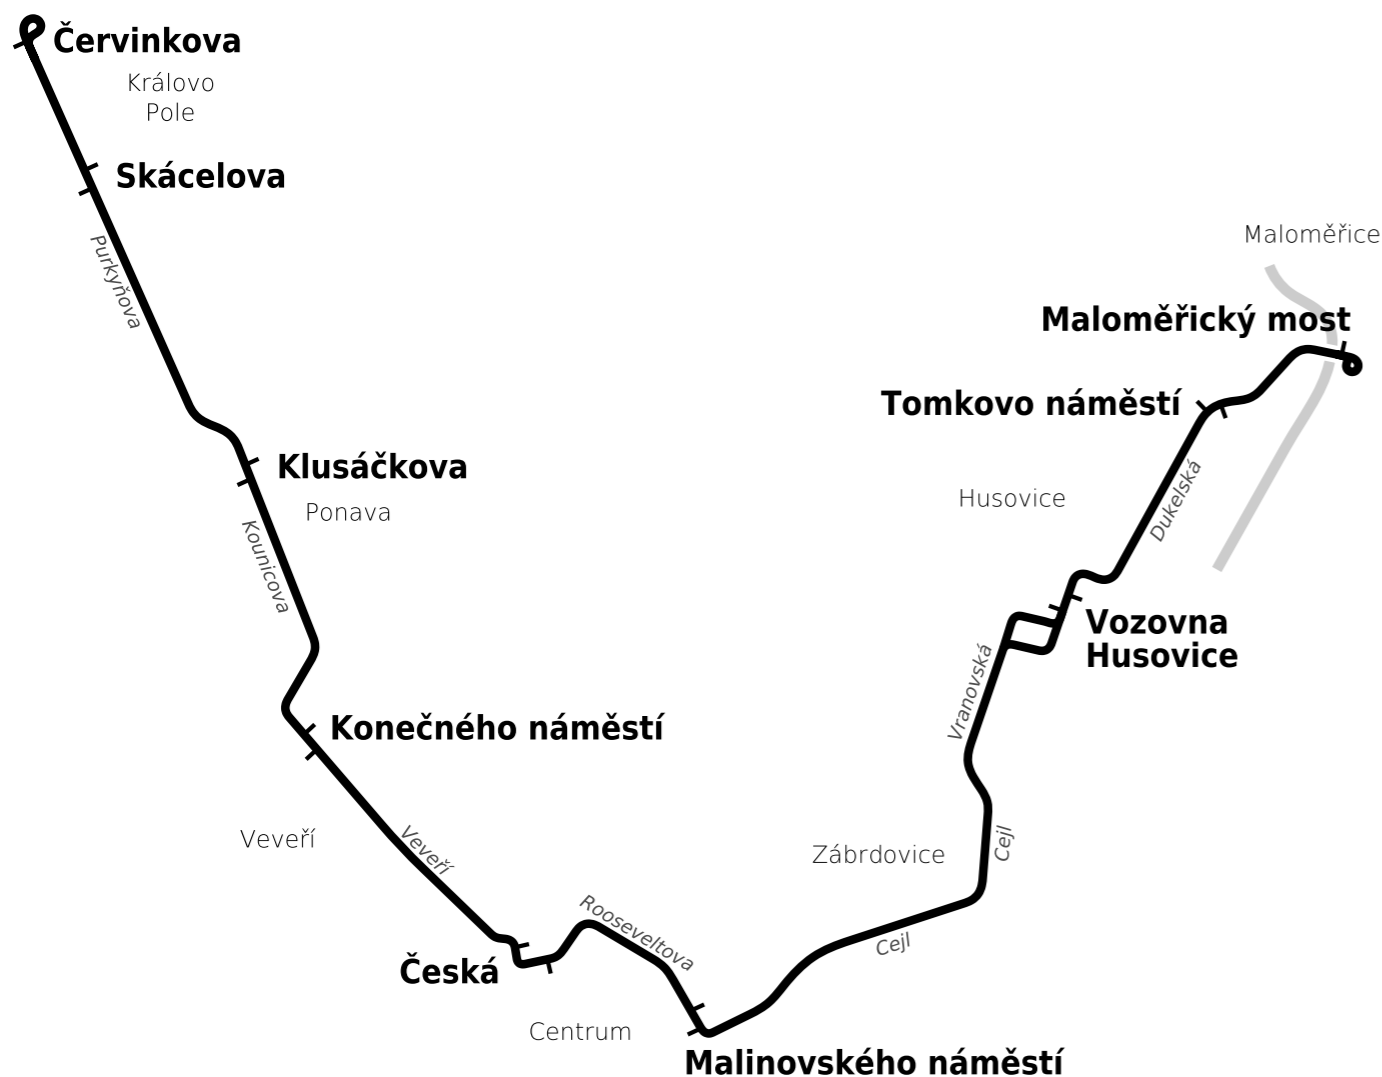 Červinkova
Královo
Pole
Skácelova
Purkyňova
Maloměřice
Maloměřický most
Tomkovo náměstí
Klusáčkova
Ponava
Husovice
Dukelská
Kounicova
Vozovna
Husovice
Vranovská
Konečného náměstí
Veveří
Veveří
Zábrdovice
Cejl
Rooseveltova
Cejl
Česká
Centrum
Malinovského náměstí